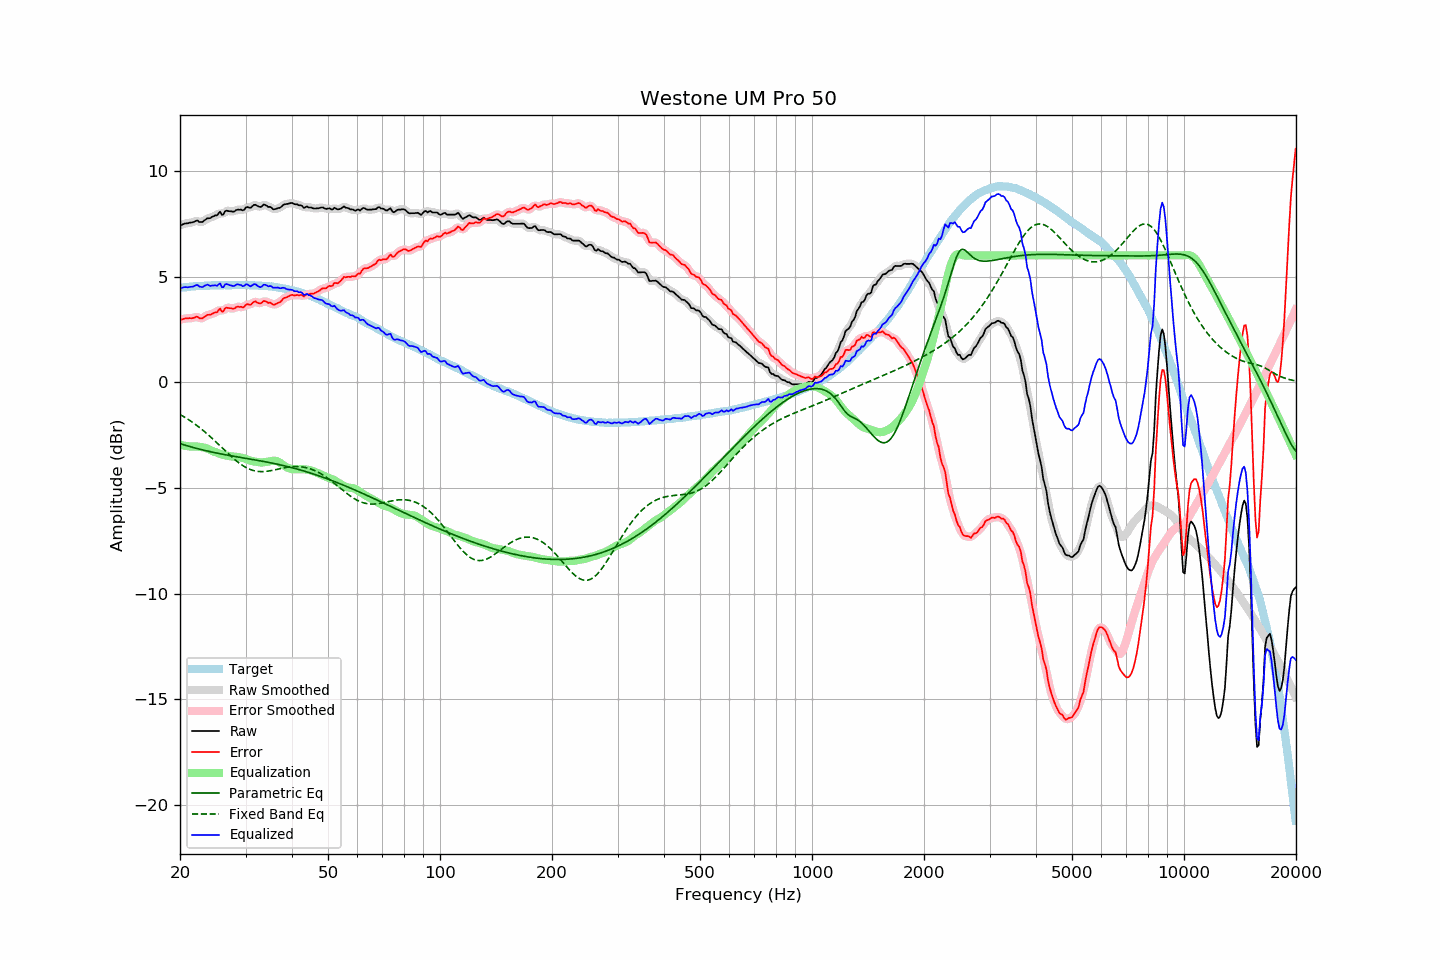 Westone UM Pro 50
Amplitude (dBr)
10
5
0
−5
−10
−15
−20
Target
Raw Smoothed
Error Smoothed
Raw
Error
Equalization
Parametric Eq
Fixed Band Eq
Equalized
20 50 100 200 500 1000 2000 5000 10000 20000
Frequency (Hz)